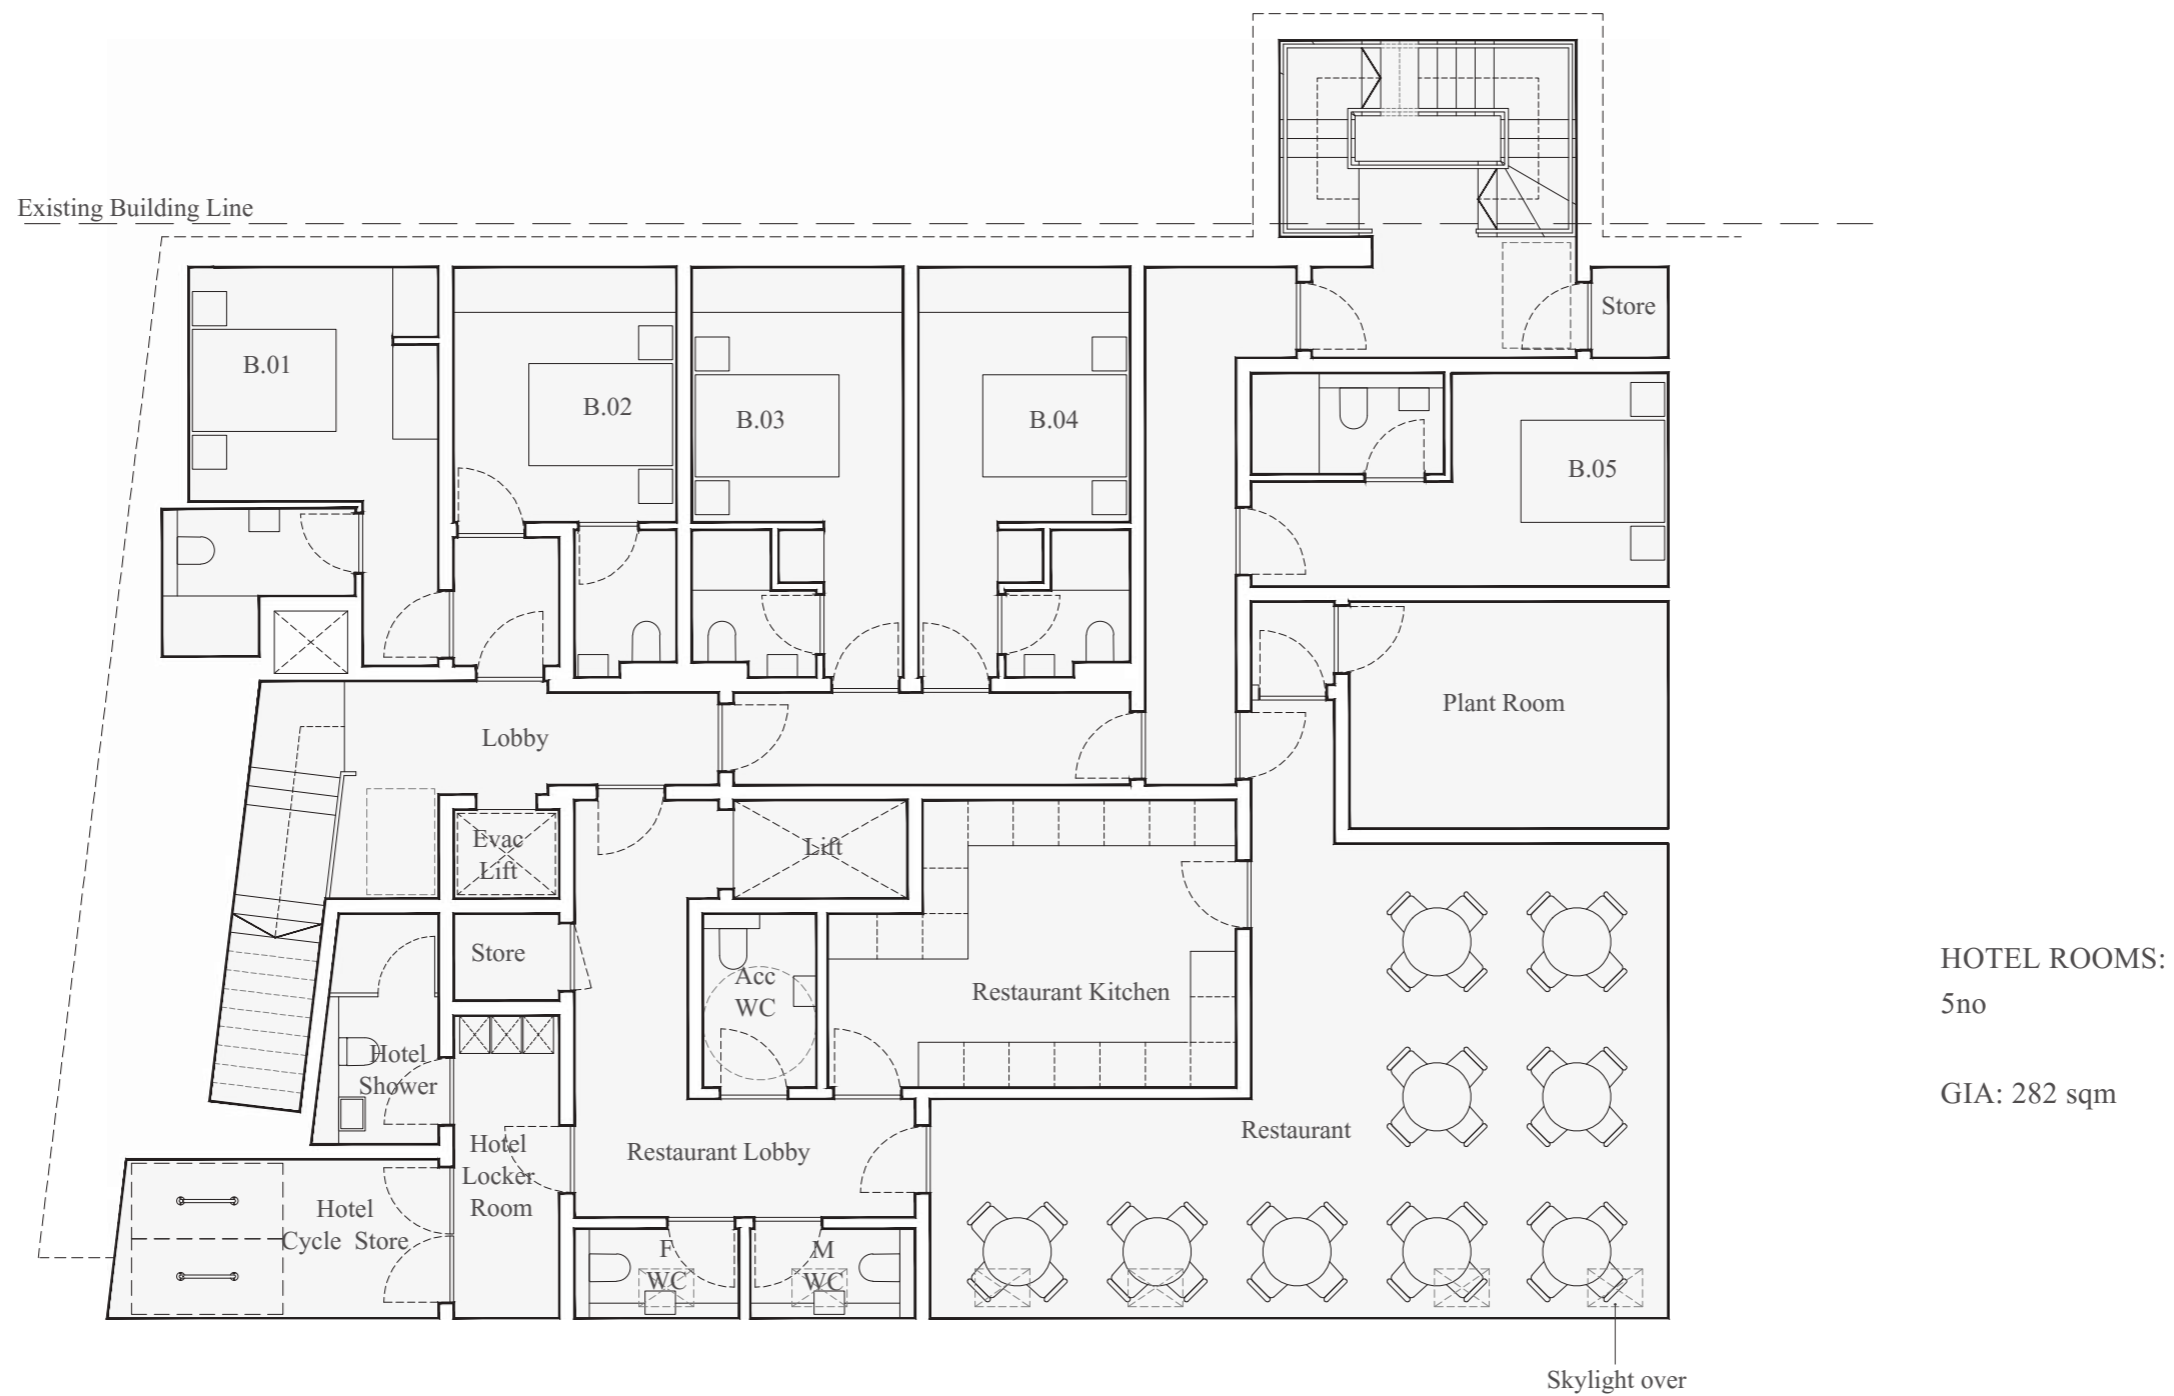 Existing Building Line
Store
B.01
B.02
B.03
B.04
B.05
Plant Room
Lobby
Evac
Lift
Lift
Store
Acc
WC
Restaurant Kitchen
Hotel
Shower
Hotel
Locker
Room
Restaurant Lobby
Restaurant
Hotel
Cycle Store
F
WC
M
WC
Skylight over
HOTEL ROOMS:
5no
GIA: 282 sqm